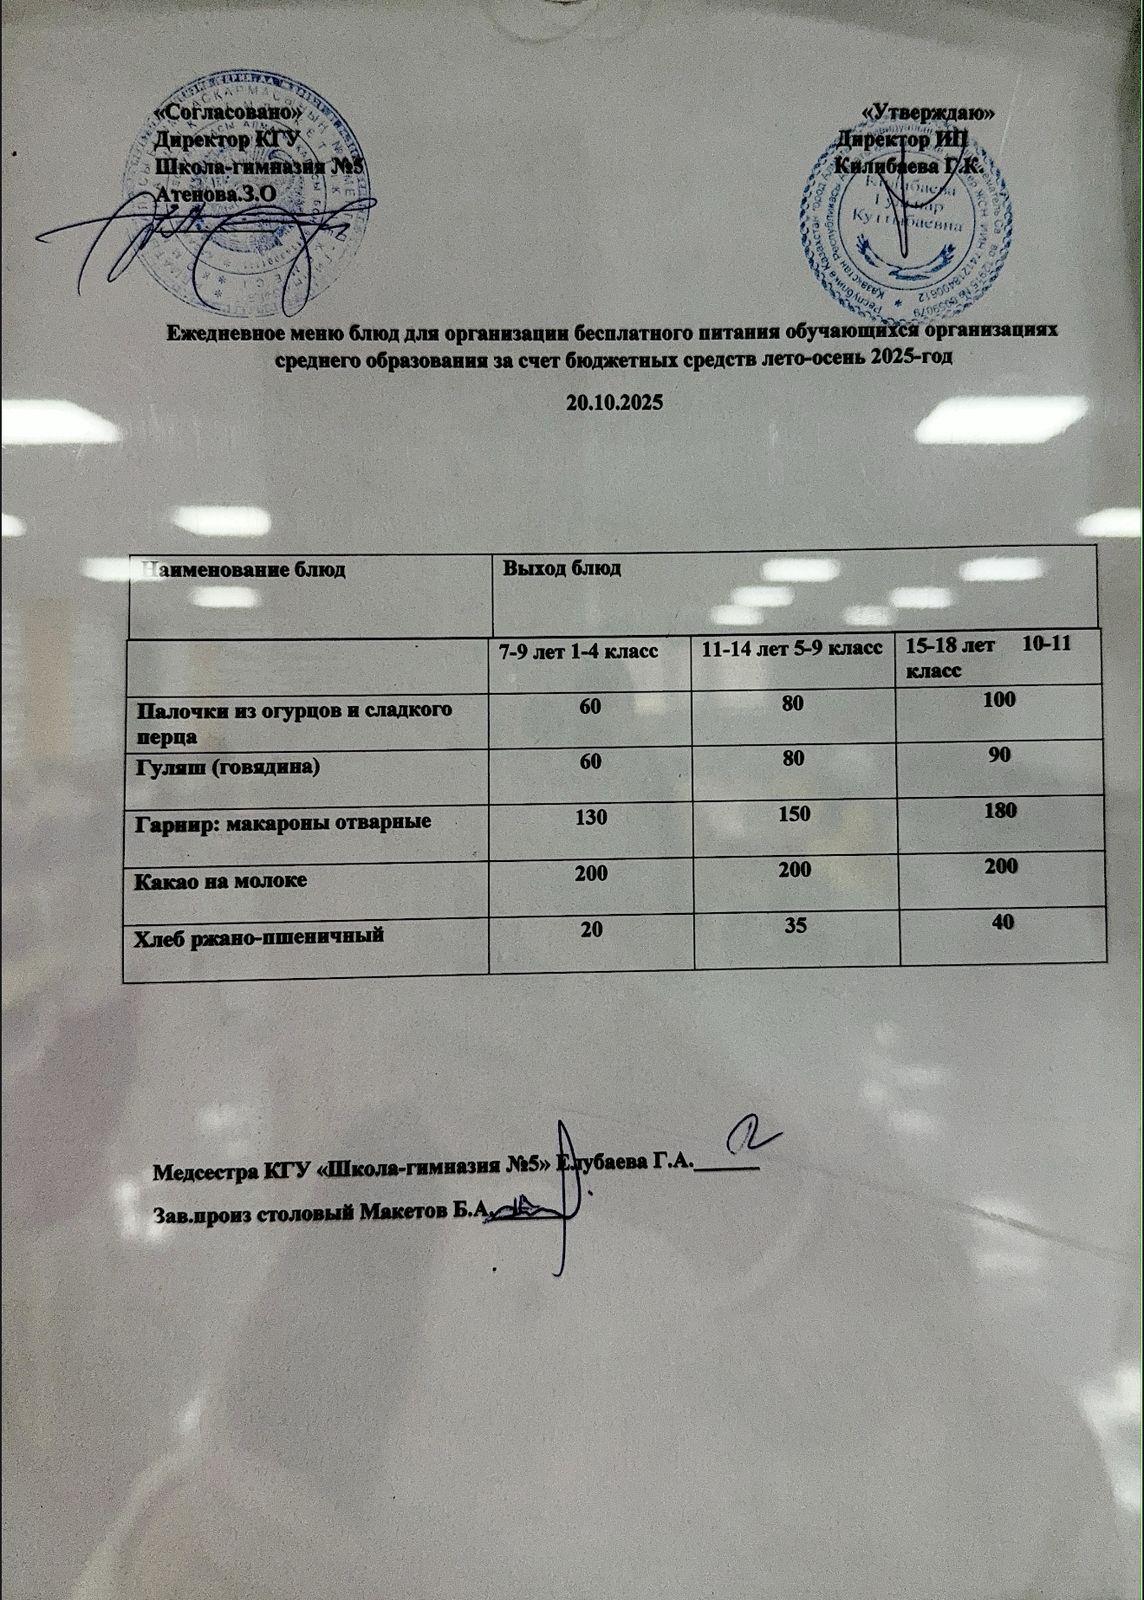 «Согласовано»
Директор КГУ
Школа-гимназия №5
Атенова.З.О
«Утверждаю»
Директор ИП
Килибаева Г.К.
Ежедневное меню блюд для организации бесплатного питания обучающихся организациях
среднего образования за счет бюджетных средств лето-осень 2025-год
20.10.2025
Наименование блюд Выход блюд
7-9 лет 1-4 класс 11-14 лет 5-9 класс 15-18 лет 10-11
класс
Палочки из огурцов и сладкого
перца 60 80 100
Гуляш (говядина) 60 80 90
Гарнир: макароны отварные 130 150 180
Какао на молоке 200 200 200
Хлеб ржано-пшеничный 20 35 40
Медсестра КГУ «Школа-гимназия №5» Елубаева Г.А.
Зав.произ столовый Макетов Б.А.